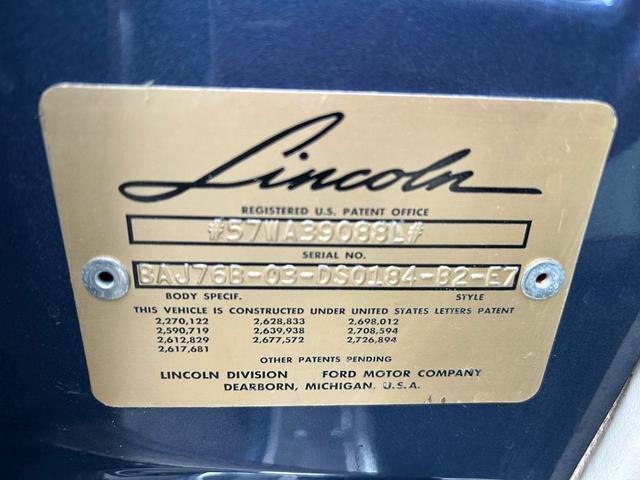 Lincoln
REGISTERED U.S. PATENT OFFICE
#57WA39088L#
SERIAL NO.
BAJ76B-03-DS0184-B2-E7
BODY SPECIF. STYLE
THIS VEHICLE IS CONSTRUCTED UNDER UNITED STATES LETTERS PATENT
2,270,122 2,628,833 2,698,012
2,590,719 2,639,938 2,708,594
2,612,829 2,677,572 2,726,894
2,617,681
OTHER PATENTS PENDING
LINCOLN DIVISION FORD MOTOR COMPANY
DEARBORN, MICHIGAN. U.S.A.